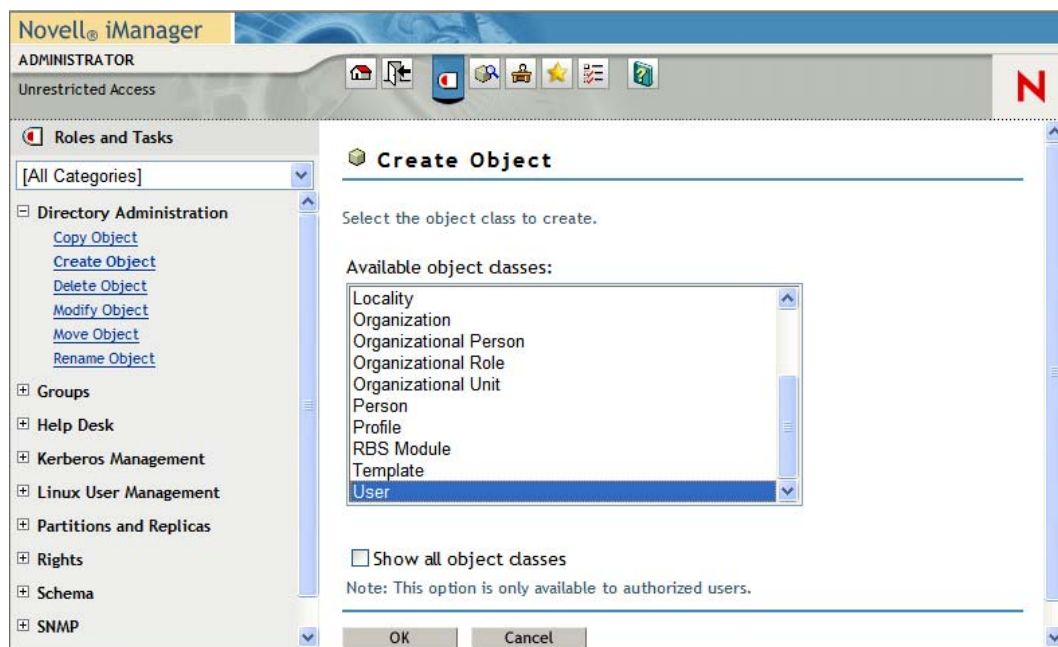 Novell® iManager
ADMINISTRATOR
Unrestricted Access
N
Roles and Tasks
[All Categories]
Directory Administration
Copy Object
Create Object
Delete Object
Modify Object
Move Object
Rename Object
Groups
Help Desk
Kerberos Management
Linux User Management
Partitions and Replicas
Rights
Schema
SNMP
Create Object
Select the object class to create.
Available object classes:
Locality
Organization
Organizational Person
Organizational Role
Organizational Unit
Person
Profile
RBS Module
Template
User
Show all object classes
Note: This option is only available to authorized users.
OK
Cancel